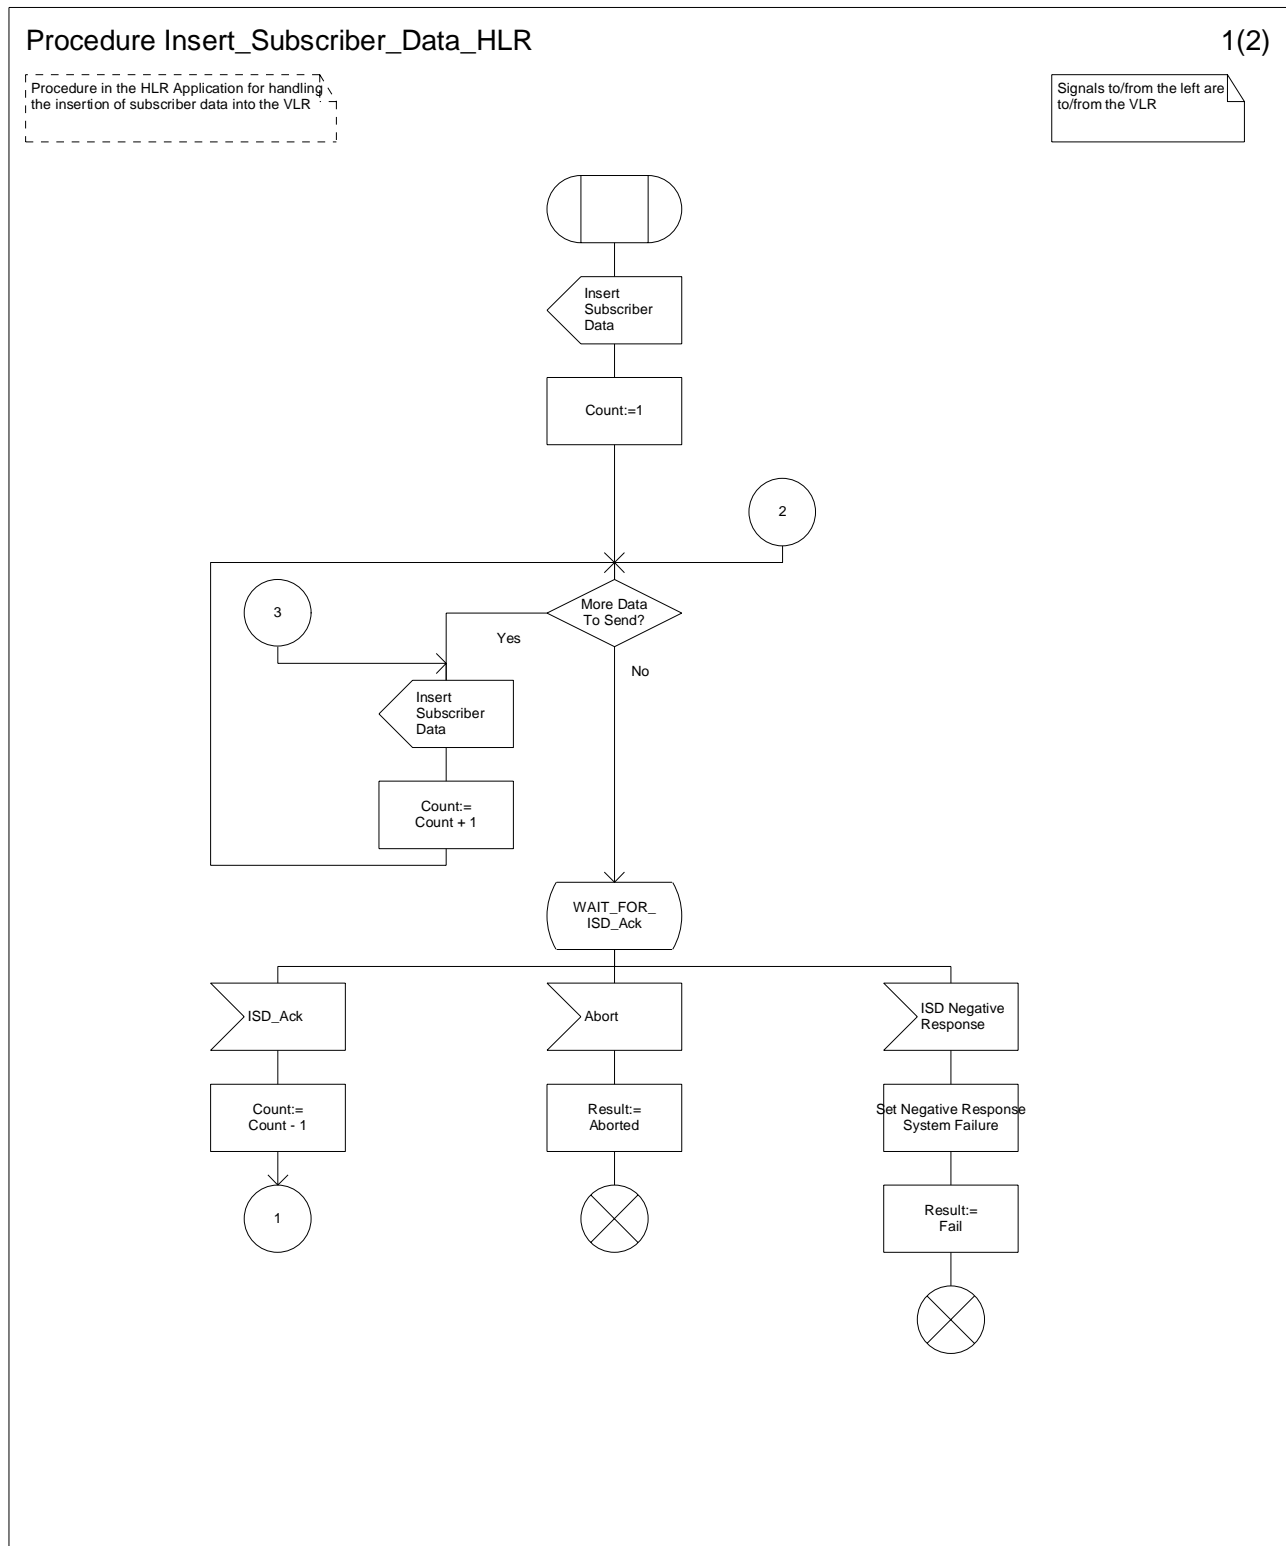 Procedure Insert_Subscriber_Data_HLR
1(2)
Procedure in the HLR Application for handling
the insertion of subscriber data into the VLR
Signals to/from the left are
to/from the VLR
Insert
Subscriber
Data
Count:=1
2
3
More Data
To Send?
Yes
No
Insert
Subscriber
Data
Count:=
Count + 1
WAIT_FOR_
ISD_Ack
ISD_Ack
Abort
ISD Negative
Response
Count:=
Count - 1
Result:=
Aborted
Set Negative Response
System Failure
1
Result:=
Fail